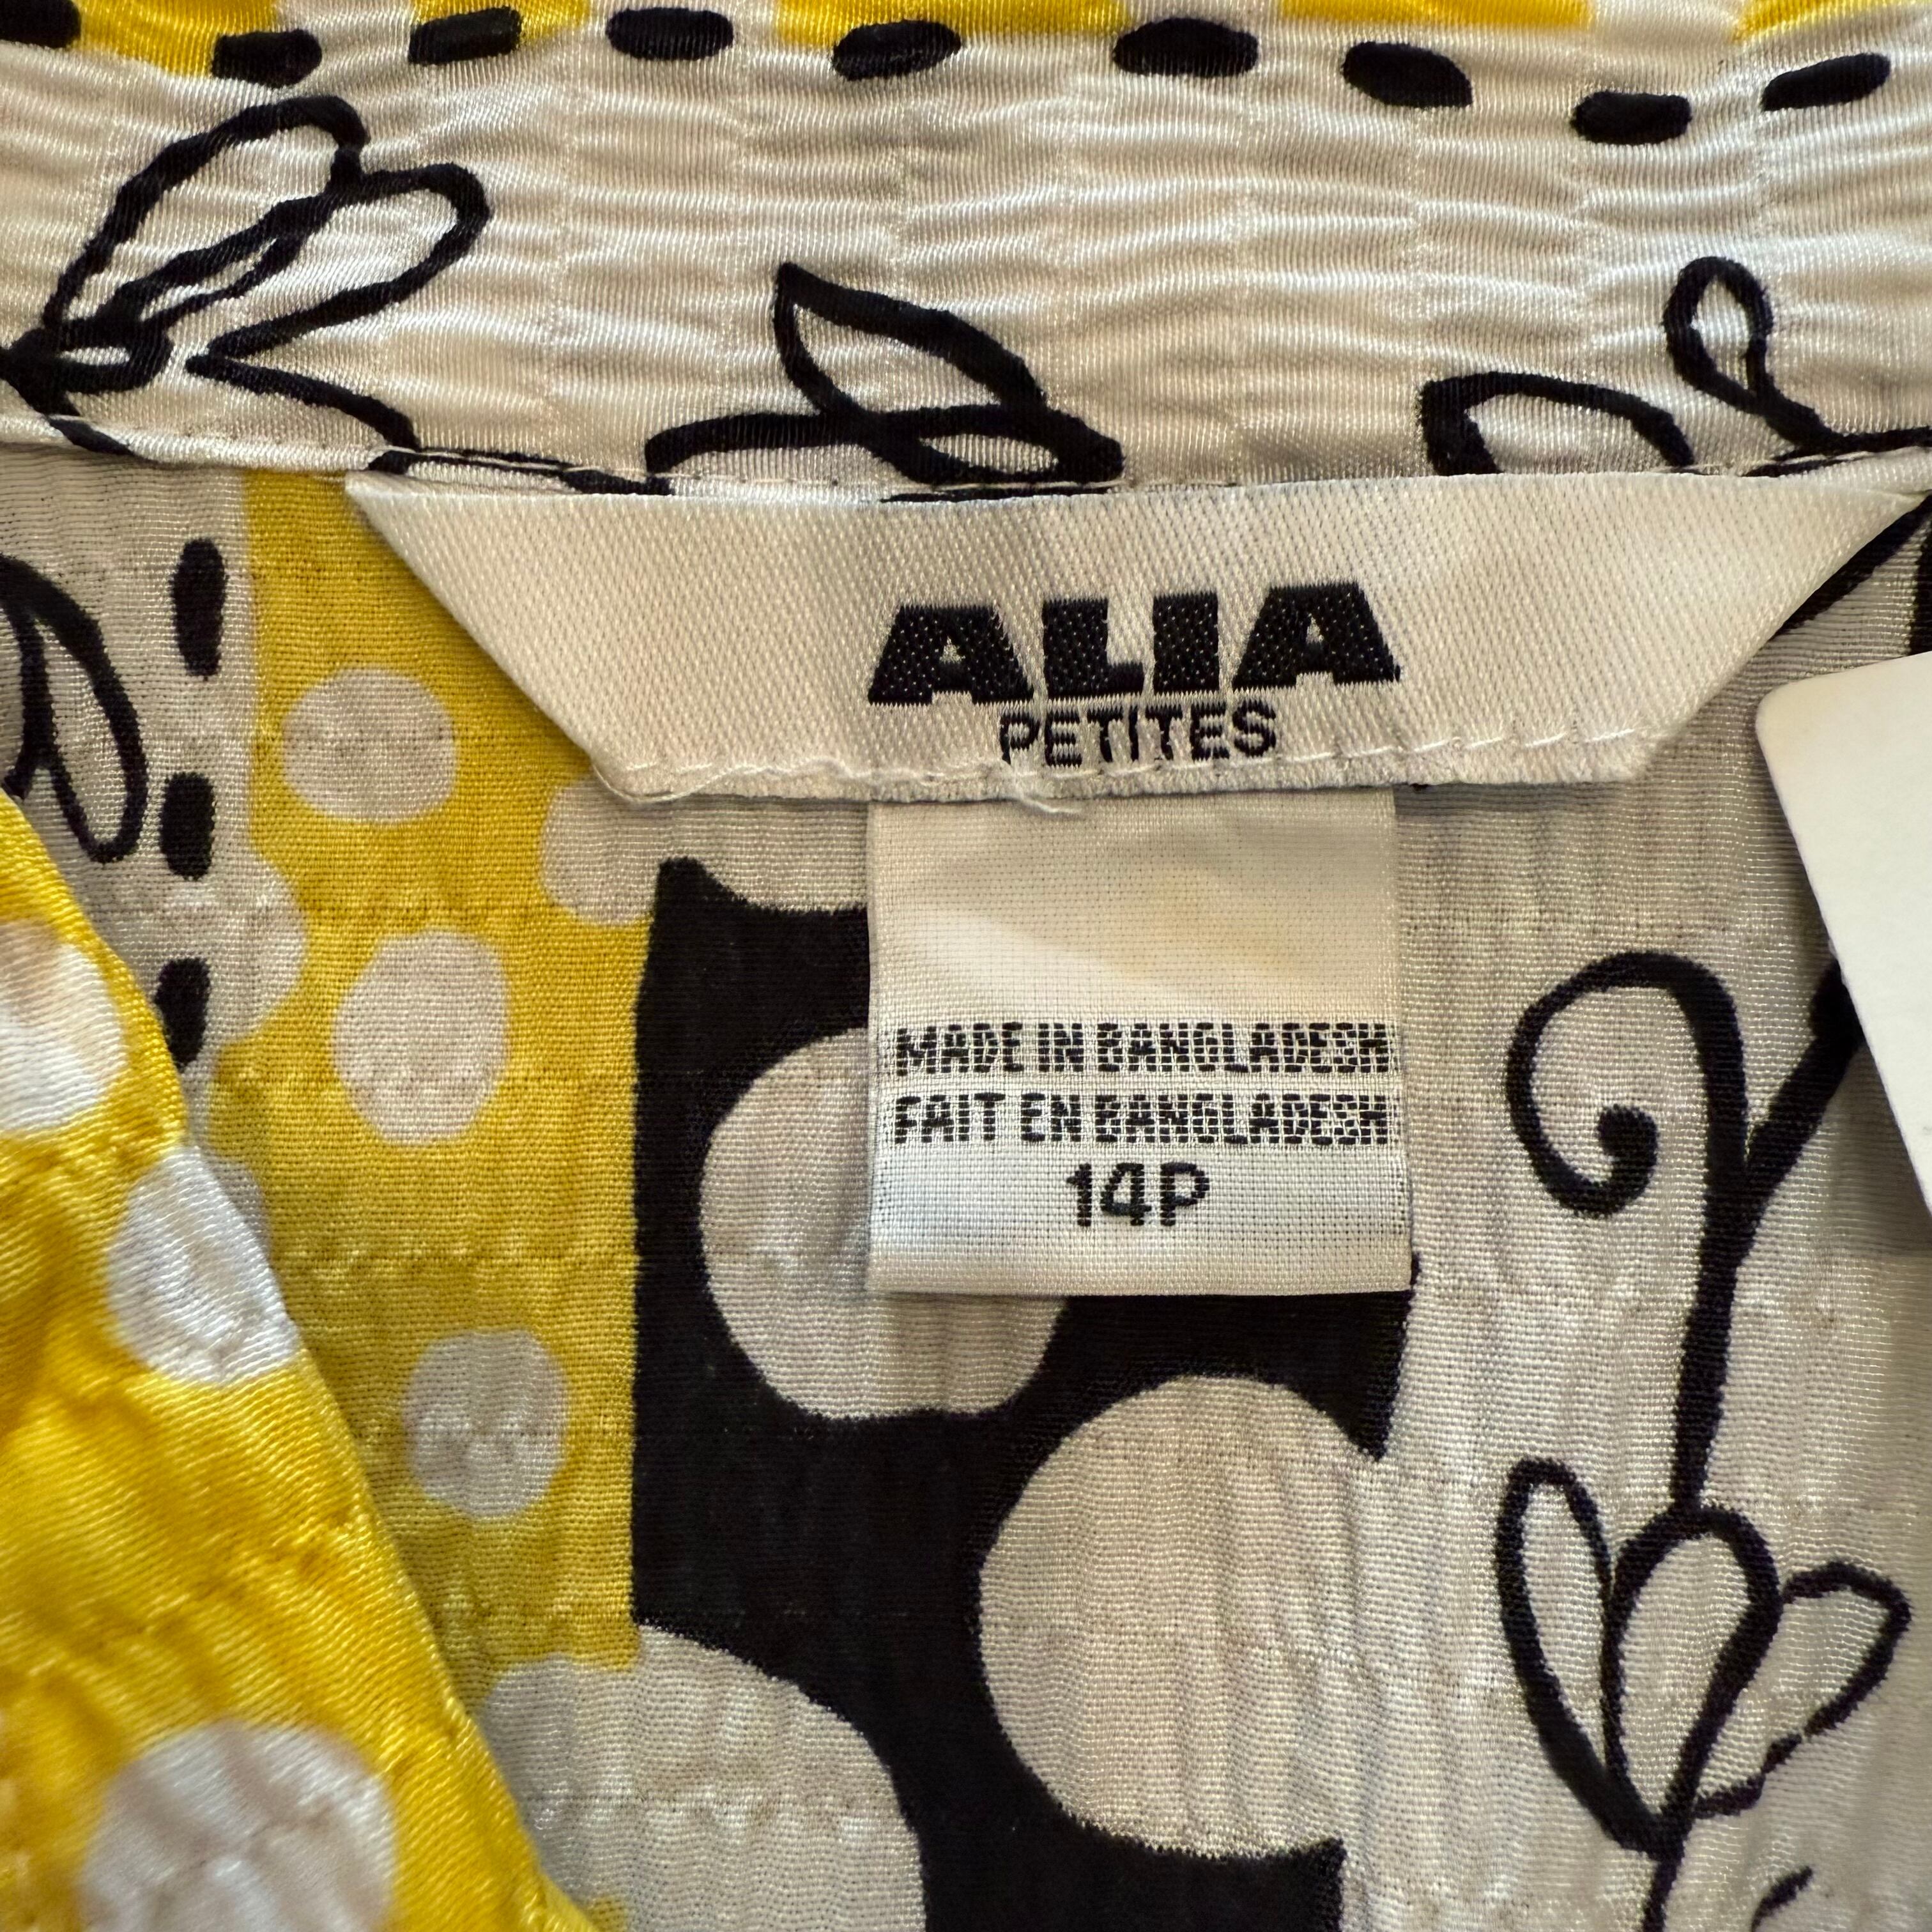 ALIA
PETITES
MADE IN BANGLADESH
FAIT EN BANGLADESH
14P